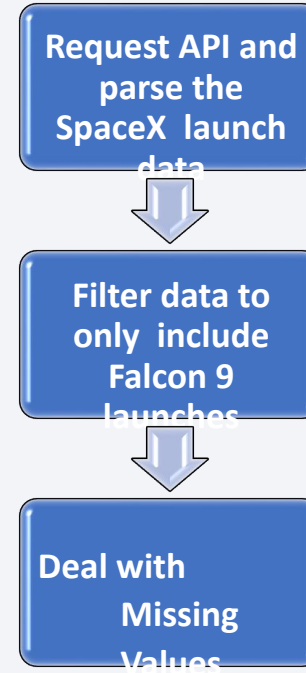 Request API and
parse the
SpaceX launch
data
Filter data to
only include
Falcon 9
launches
Deal with
Missing
Values